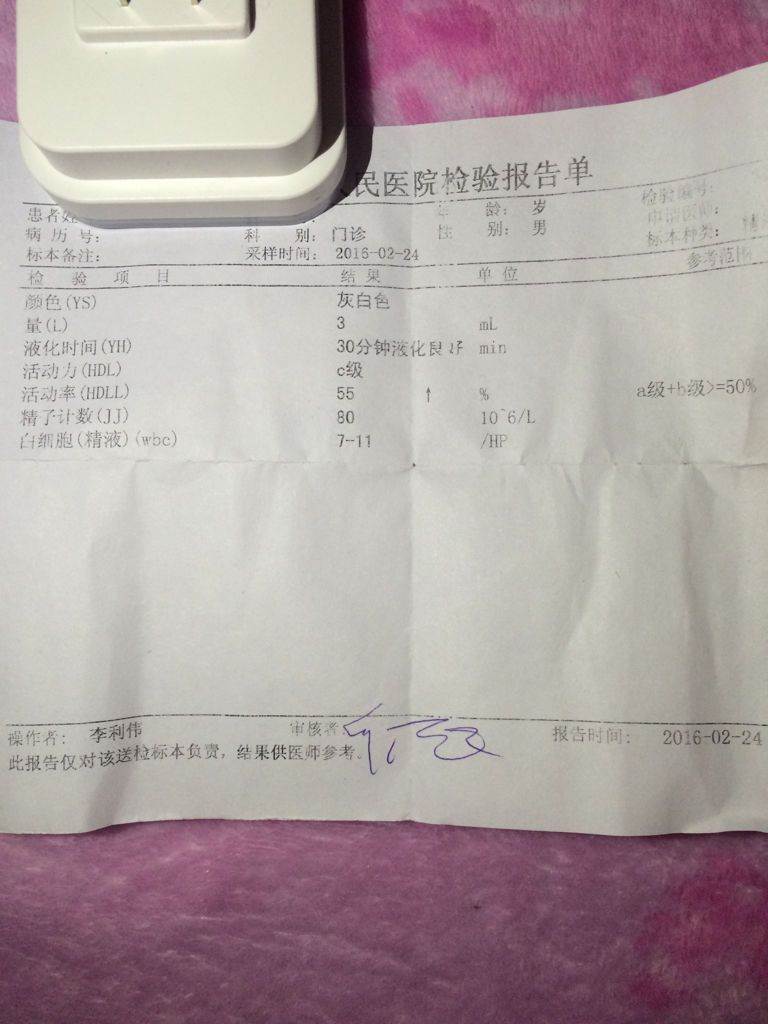 民医院检验报告单
患者姓 年 龄: 岁 检验编号:
病历号: 科 别: 门诊 性 别: 男 申请医师:
标本备注: 采样时间: 2016-02-24 标本种类: 精
检 验 项 目 结果 单位 参考范围
颜色(YS) 灰白色
量(L) 3 mL
液化时间(YH) 30分钟液化良好 min
活动力(HDL) c级
活动率(HDLL) 55 ↑ % a级+b级>=50%
精子计数(JJ) 80 10^6/L
白细胞(精液)(wbc) 7-11 /HP
操作者: 李利伟 审核者: 报告时间: 2016-02-24
此报告仅对该送检标本负责，结果供医师参考。